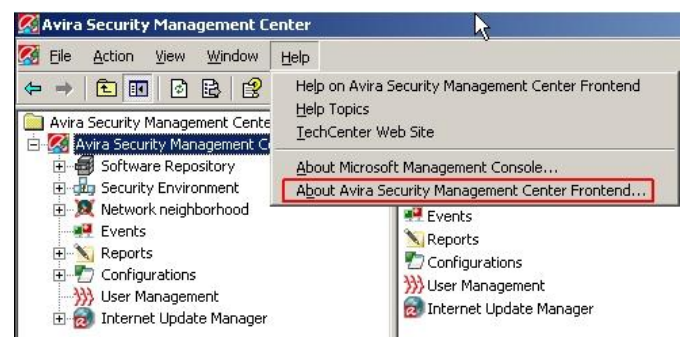 Avira Security Management Center
File Action View Window Help
Help on Avira Security Management Center Frontend
Help Topics
TechCenter Web Site
About Microsoft Management Console...
About Avira Security Management Center Frontend...
Avira Security Management Cente
Avira Security Management C
Software Repository
Security Environment
Network neighborhood
Events
Reports
Configurations
User Management
Internet Update Manager
Events
Reports
Configurations
User Management
Internet Update Manager